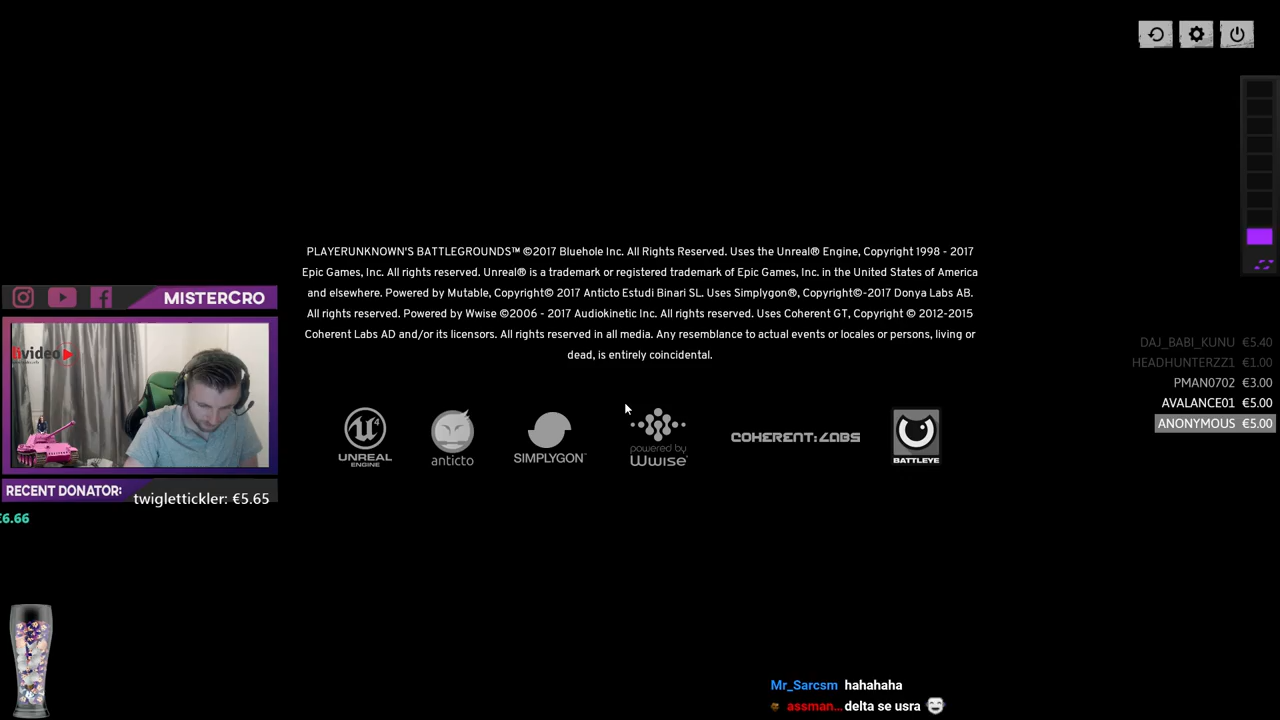 PLAYERUNKNOWN'S BATTLEGROUNDS™ ©2017 Bluehole Inc. All Rights Reserved. Uses the Unreal® Engine, Copyright 1998 - 2017
Epic Games, Inc. All rights reserved. Unreal® is a trademark or registered trademark of Epic Games, Inc. in the United States of America
and elsewhere. Powered by Mutable, Copyright© 2017 Anticto Estudi Binari SL. Uses Simplygon®, Copyright©-2017 Donya Labs AB.
All rights reserved. Powered by Wwise ©2006 - 2017 Audiokinetic Inc. All rights reserved. Uses Coherent GT, Copyright © 2012-2015
Coherent Labs AD and/or its licensors. All rights reserved in all media. Any resemblance to actual events or locales or persons, living or
dead, is entirely coincidental.
MISTERCRO
video
DAJ_BABI_KUNU €5.40
HEADHUNTERZZ1 €1.00
PMAN0702 €3.00
AVALANCE01 €5.00
ANONYMOUS €5.00
UNREAL
ENGINE
anticto
SIMPLYGON
powered by
Wwise
COHERENT:LABS
BATTLEYE
RECENT DONATOR:
twiglettickler: €5.65
€6.66
Mr_Sarcsm hahahaha
assman... delta se usra